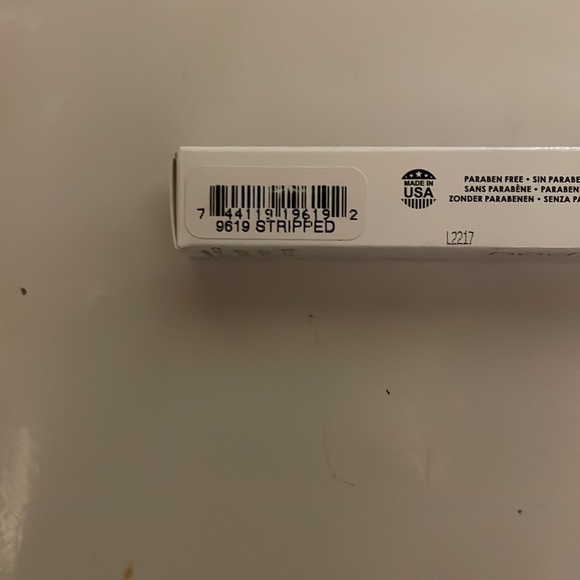 7 44119 19619 2
9619 STRIPPED
MADE IN
USA
PARABEN FREE • SIN PARABE
SANS PARABÈNE • PARABEN
ZONDER PARABENEN • SENZA PA
L2217